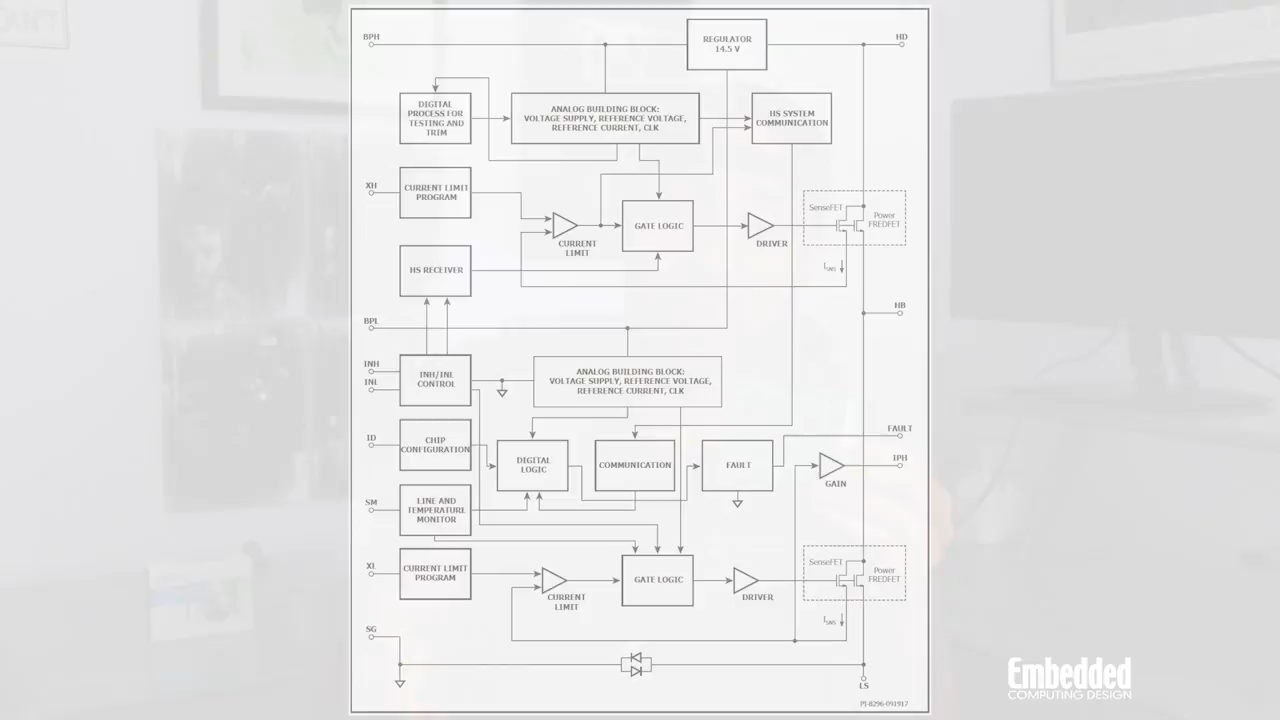 BPH
REGULATOR
14.5 V
HD
DIGITAL
PROCESS FOR
TESTING AND
TRIM
ANALOG BUILDING BLOCK:
VOLTAGE SUPPLY, REFERENCE VOLTAGE,
REFERENCE CURRENT, CLK
HS SYSTEM
COMMUNICATION
XH
CURRENT LIMIT
PROGRAM
CURRENT
LIMIT
GATE LOGIC
DRIVER
SenseFET
Power
FREDFET
HS RECEIVER
HB
BPL
INH
INL
INH/INL
CONTROL
ANALOG BUILDING BLOCK:
VOLTAGE SUPPLY, REFERENCE VOLTAGE,
REFERENCE CURRENT, CLK
ID
CHIP
CONFIGURATION
DIGITAL
LOGIC
COMMUNICATION
FAULT
FAULT
IPH
GAIN
SM
LINE AND
TEMPERATURE
MONITOR
XL
CURRENT LIMIT
PROGRAM
CURRENT
LIMIT
GATE LOGIC
DRIVER
SenseFET
Power
FREDFET
SG
LS
PI-8296-091917
Embedded
COMPUTING DESIGN